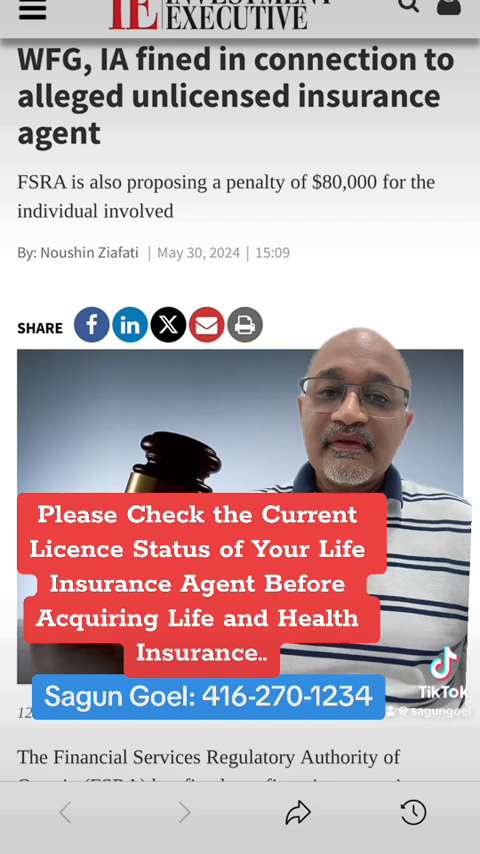 IE INVESTMENT
EXECUTIVE
WFG, IA fined in connection to
alleged unlicensed insurance
agent
FSRA is also proposing a penalty of $80,000 for the
individual involved
By: Noushin Ziafati | May 30, 2024 | 15:09
SHARE
Please Check the Current
Licence Status of Your Life
Insurance Agent Before
Acquiring Life and Health
Insurance..
Sagun Goel: 416-270-1234
TikTok
@sagungoel
12
The Financial Services Regulatory Authority of